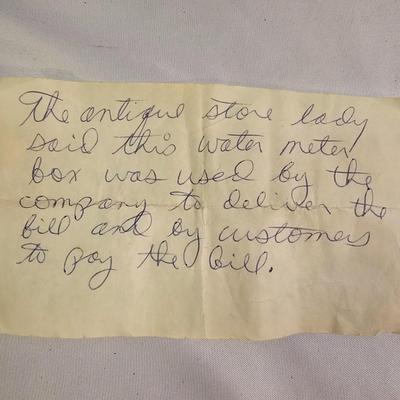 The antique store lady
said this water meter
box was used by the
company to deliver the
bill and by customers
to pay the bill.